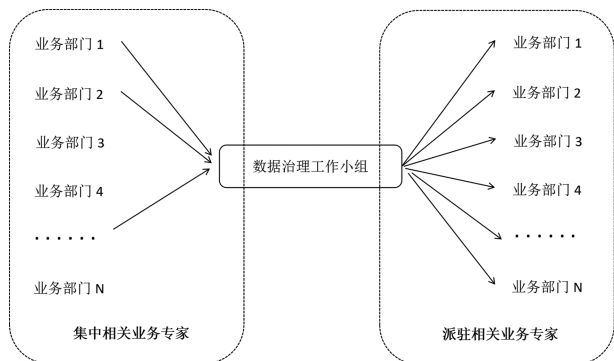 业务部门 1
业务部门 2
业务部门 3
业务部门 4
······
业务部门 N
集中相关业务专家
数据治理工作小组
业务部门 1
业务部门 2
业务部门 3
业务部门 4
······
业务部门 N
派驻相关业务专家